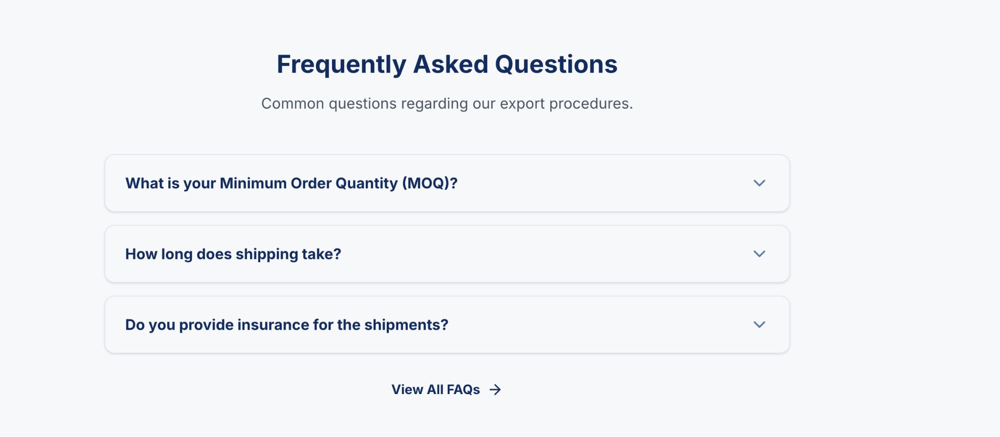 Frequently Asked Questions
Common questions regarding our export procedures.
What is your Minimum Order Quantity (MOQ)?
How long does shipping take?
Do you provide insurance for the shipments?
View All FAQs